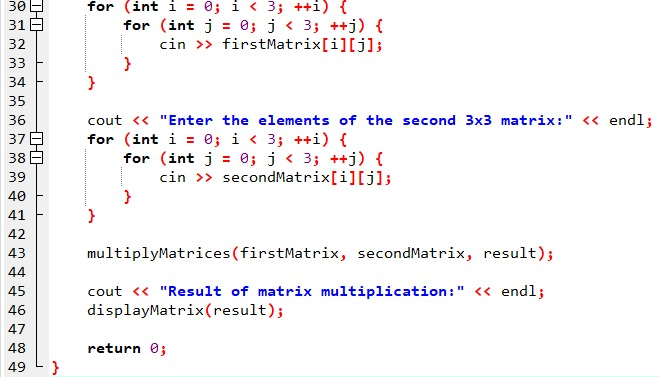 30 for (int i = 0; i < 3; ++i) {
31 for (int j = 0; j < 3; ++j) {
32 cin >> firstMatrix[i][j];
33 }
34 }
35
36 cout << "Enter the elements of the second 3x3 matrix:" << endl;
37 for (int i = 0; i < 3; ++i) {
38 for (int j = 0; j < 3; ++j) {
39 cin >> secondMatrix[i][j];
40 }
41 }
42
43 multiplyMatrices(firstMatrix, secondMatrix, result);
44
45 cout << "Result of matrix multiplication:" << endl;
46 displayMatrix(result);
47
48 return 0;
49 }